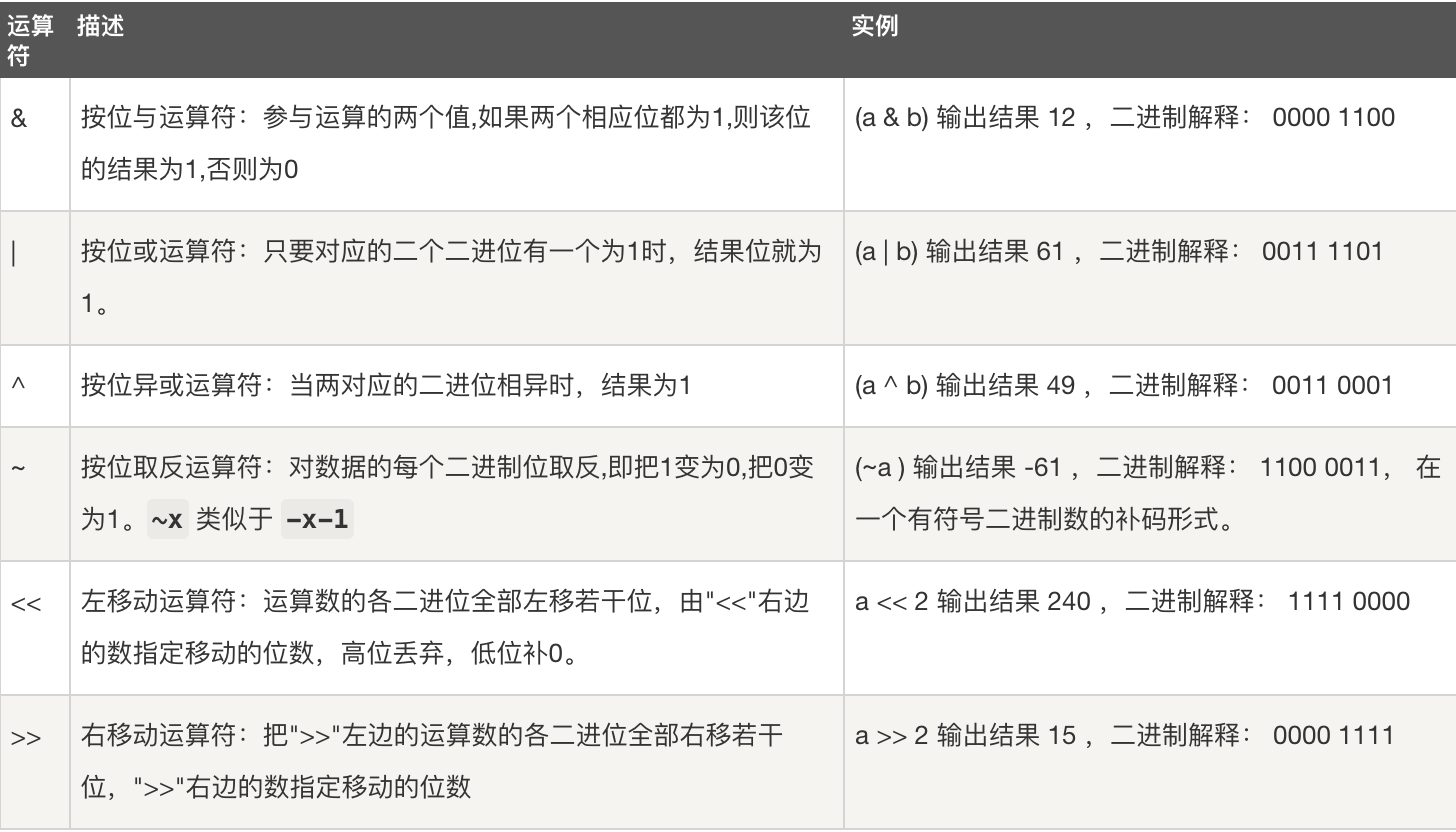 运算符 描述 实例
& 按位与运算符：参与运算的两个值,如果两个相应位都为1,则该位 (a & b) 输出结果 12 ，二进制解释： 0000 1100
的结果为1,否则为0
| 按位或运算符：只要对应的二个二进位有一个为1时，结果位就为 (a | b) 输出结果 61 ，二进制解释： 0011 1101
1。
^ 按位异或运算符：当两对应的二进位相异时，结果为1 (a ^ b) 输出结果 49 ，二进制解释： 0011 0001
~ 按位取反运算符：对数据的每个二进制位取反,即把1变为0,把0变 (~a ) 输出结果 -61 ，二进制解释： 1100 0011， 在
为1。~x 类似于 -x-1 一个有符号二进制数的补码形式。
<< 左移动运算符：运算数的各二进位全部左移若干位，由"<<"右边 a << 2 输出结果 240 ，二进制解释： 1111 0000
的数指定移动的位数，高位丢弃，低位补0。
>> 右移动运算符：把">>"左边的运算数的各二进位全部右移若干 a >> 2 输出结果 15 ，二进制解释： 0000 1111
位，">>"右边的数指定移动的位数